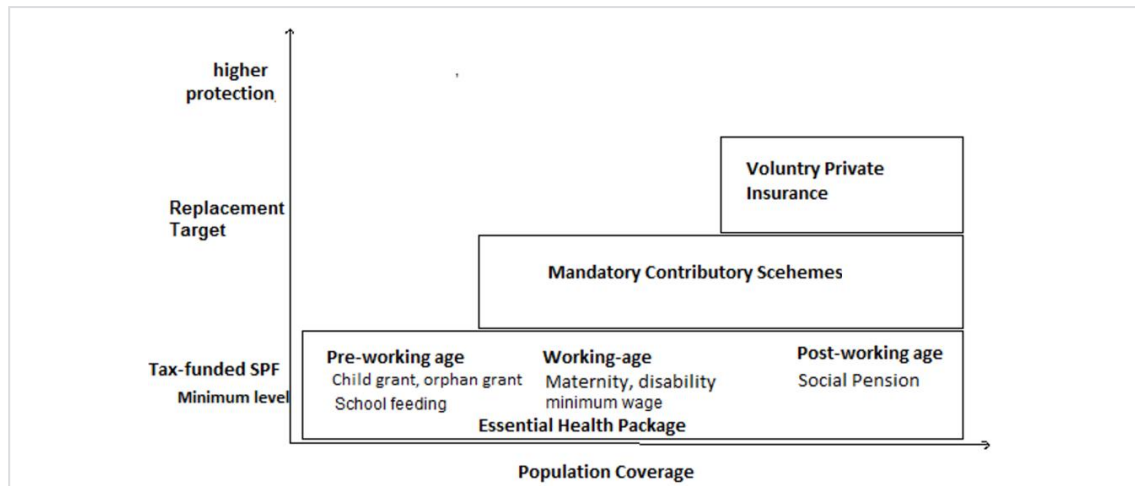 higher
protection
Replacement
Target
Tax-funded SPF
Minimum level
Voluntry Private
Insurance
Mandatory Contributory Scehemes
Pre-working age
Child grant, orphan grant
School feeding
Working-age
Maternity, disability
minimum wage
Post-working age
Social Pension
Essential Health Package
Population Coverage